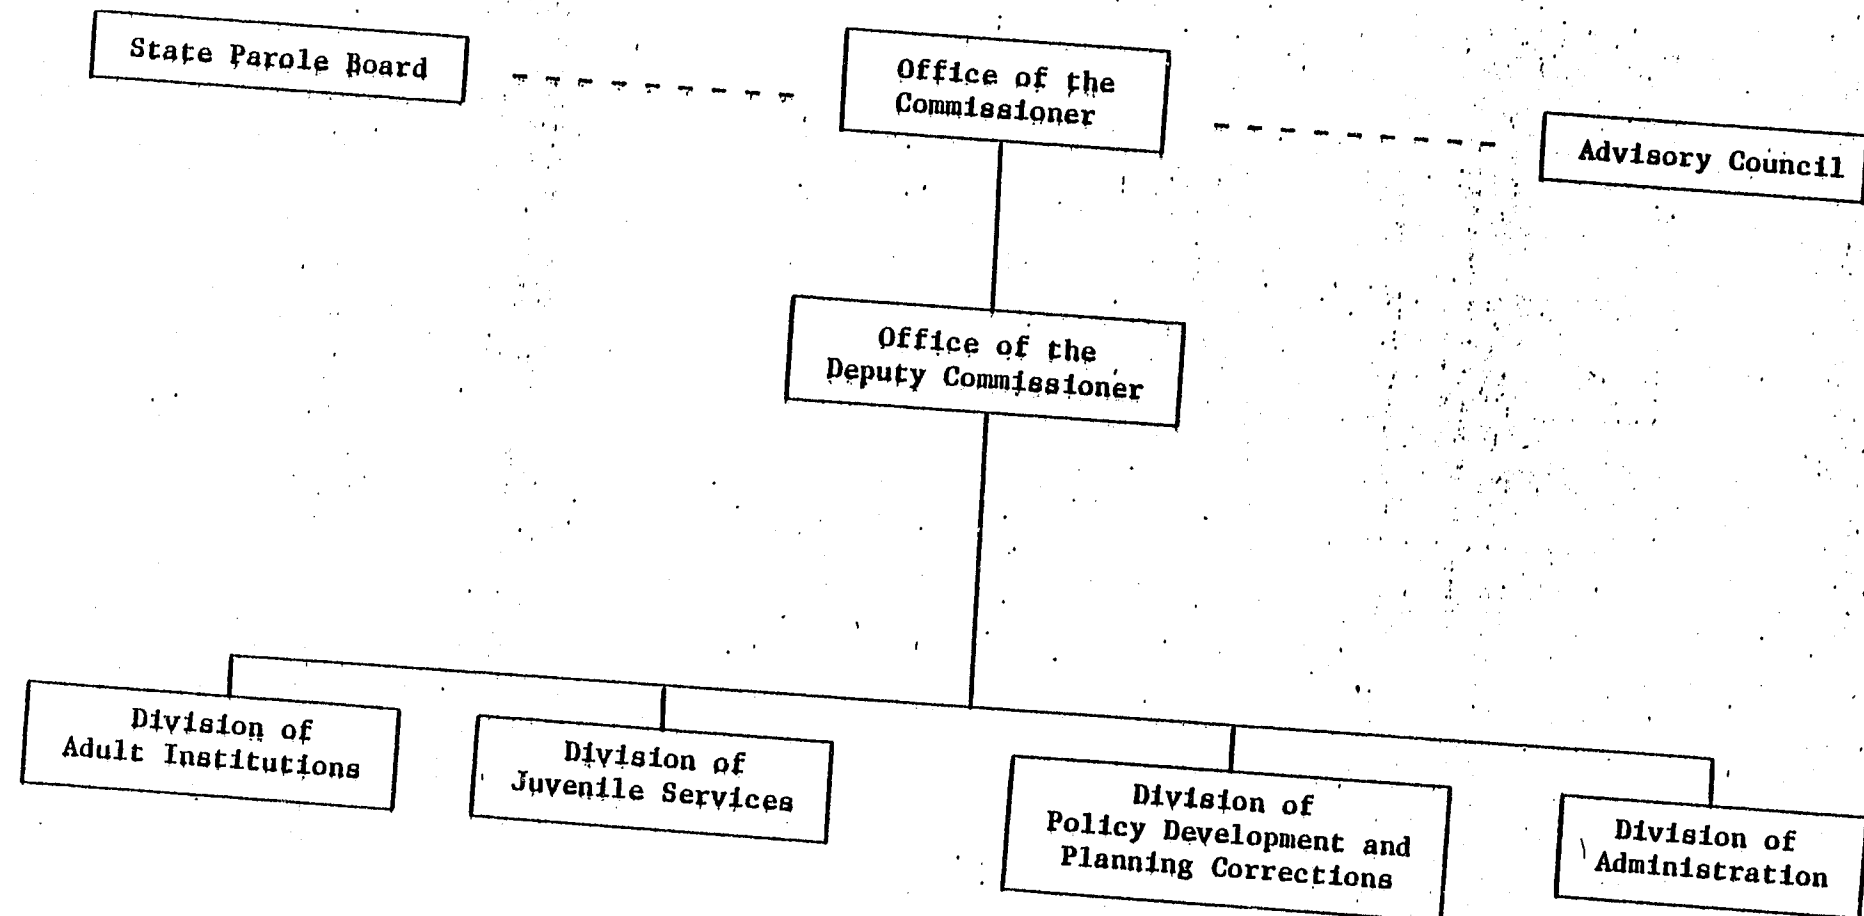 State Parole Board
Office of the
Commissioner
Advisory Council
Office of the
Deputy Commissioner
Division of
Adult Institutions
Division of
Juvenile Services
Division of
Policy Development and
Planning Corrections
Division of
Administration